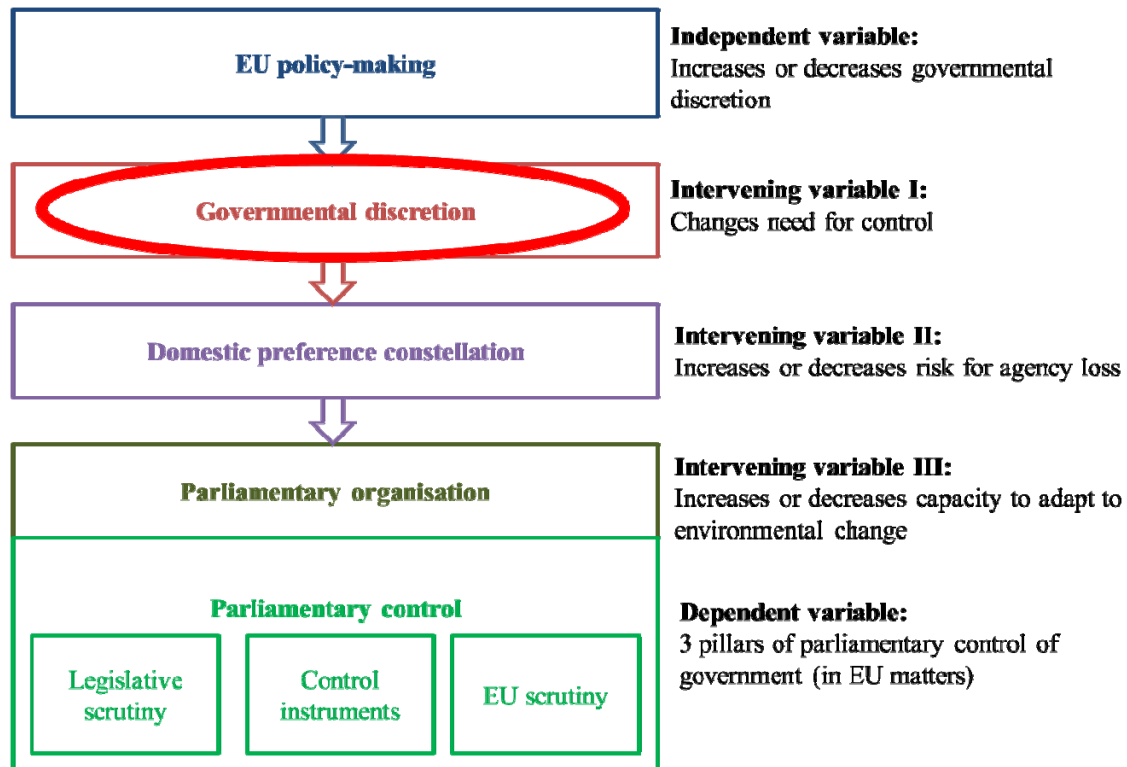 EU policy-making
Independent variable:
Increases or decreases governmental
discretion
Governmental discretion
Intervening variable I:
Changes need for control
Domestic preference constellation
Intervening variable II:
Increases or decreases risk for agency loss
Parliamentary organisation
Intervening variable III:
Increases or decreases capacity to adapt to
environmental change
Parliamentary control
Legislative
scrutiny
Control
instruments
EU scrutiny
Dependent variable:
3 pillars of parliamentary control of
government (in EU matters)